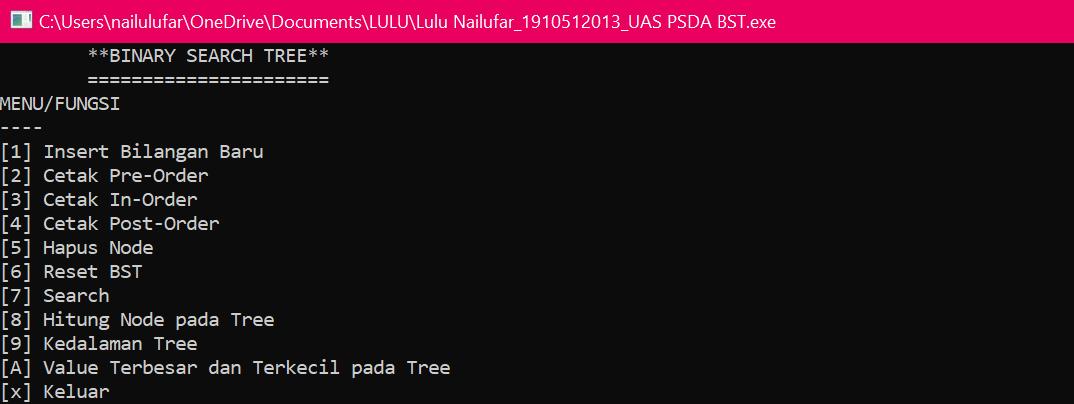 C:\Users\nailulufar\OneDrive\Documents\LULU\Lulu Nailufar_1910512013_UAS PSDA BST.exe
**BINARY SEARCH TREE**
======================
MENU/FUNGSI
----
[1] Insert Bilangan Baru
[2] Cetak Pre-Order
[3] Cetak In-Order
[4] Cetak Post-Order
[5] Hapus Node
[6] Reset BST
[7] Search
[8] Hitung Node pada Tree
[9] Kedalaman Tree
[A] Value Terbesar dan Terkecil pada Tree
[x] Keluar